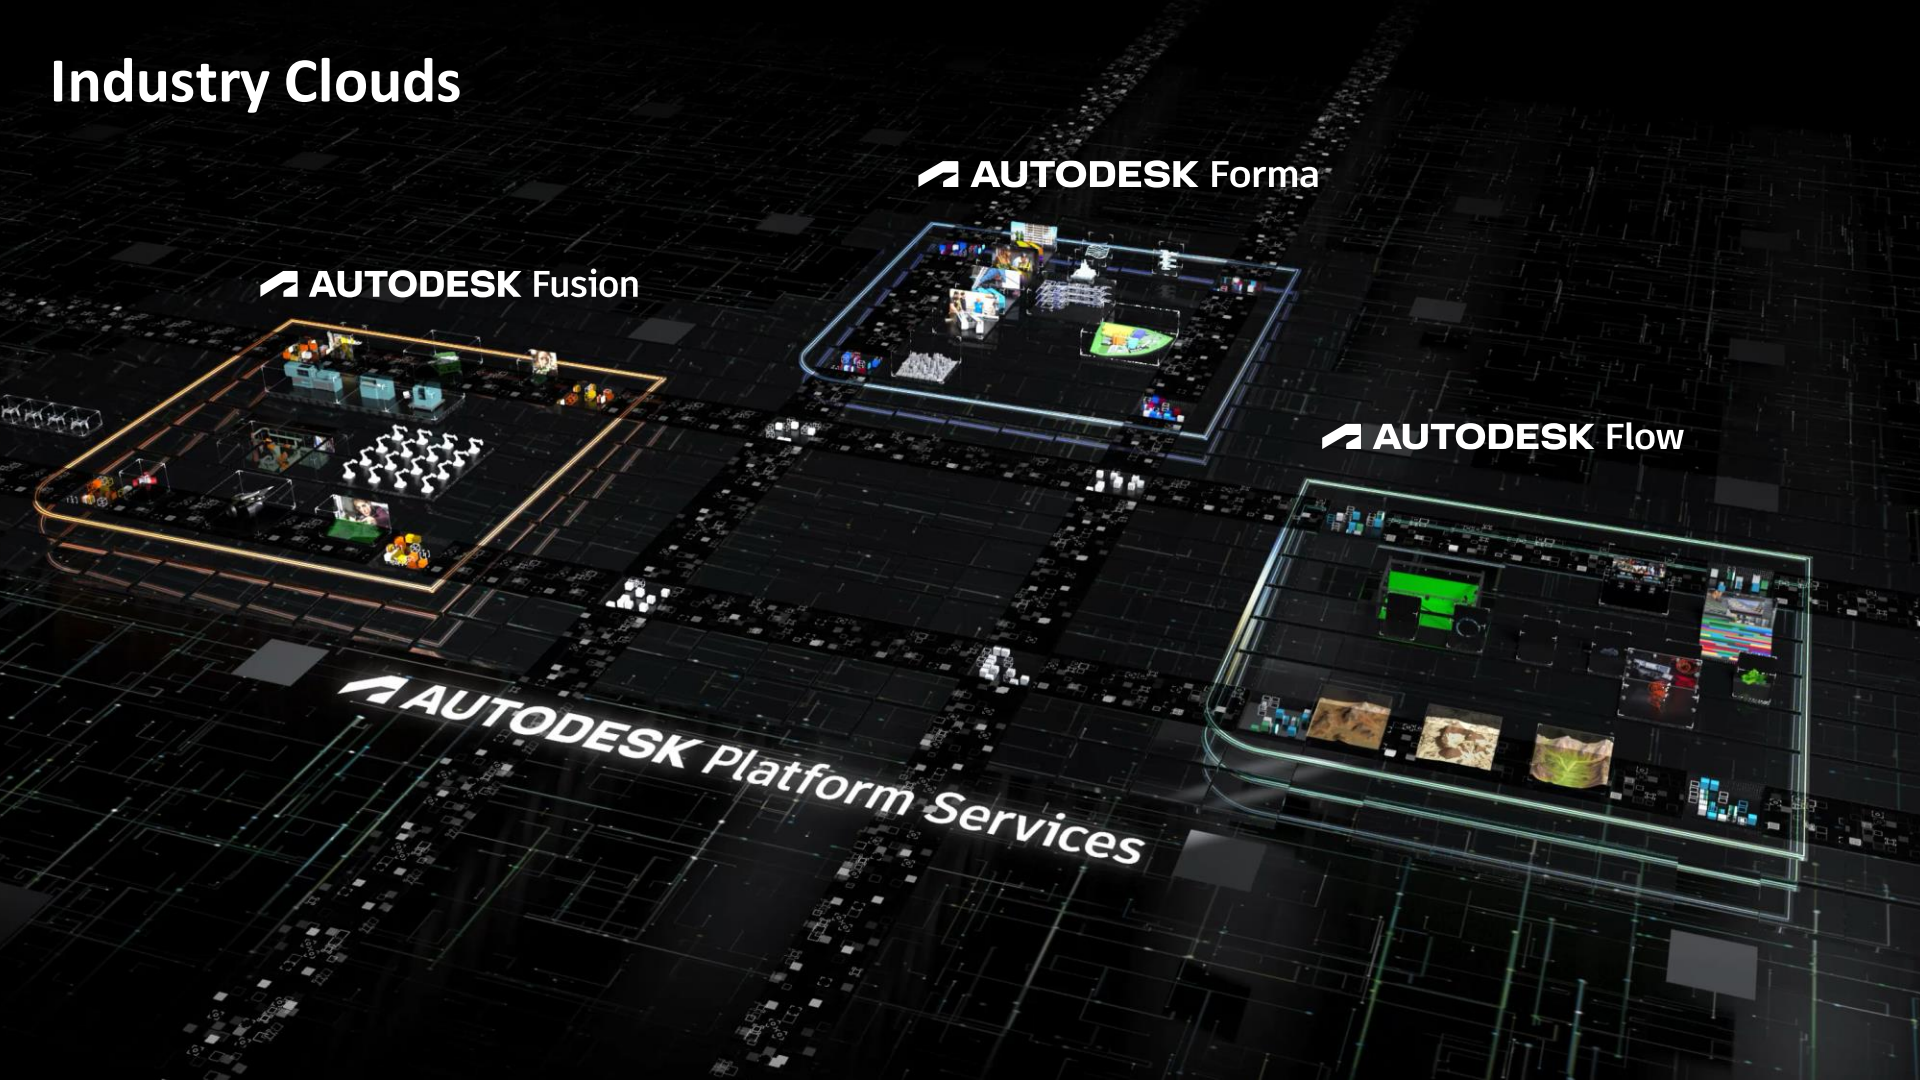 Industry Clouds
AUTODESK Forma
AUTODESK Fusion
AUTODESK Flow
AUTODESK Platform Services